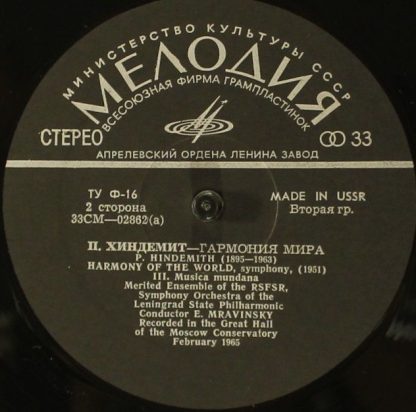 МИНИСТЕРСТВО КУЛЬТУРЫ СССР
МЕЛОДИЯ
ВСЕСОЮЗНАЯ ФИРМА ГРАМПЛАСТИНОК
СТЕРЕО
33
АПРЕЛЕВСКИЙ ОРДЕНА ЛЕНИНА ЗАВОД
ТУ Ф-16
2 сторона
33СМ—02862(а)
MADE IN USSR
Вторая гр.
П. ХИНДЕМИТ—ГАРМОНИЯ МИРА
P. HINDEMITH (1895—1963)
HARMONY OF THE WORLD, symphony, (1951)
III. Musica mundana
Merited Ensemble of the RSFSR,
Symphony Orchestra of the
Leningrad State Philharmonic
Conductor E. MRAVINSKY
Recorded in the Great Hall
of the Moscow Conservatory
February 1965